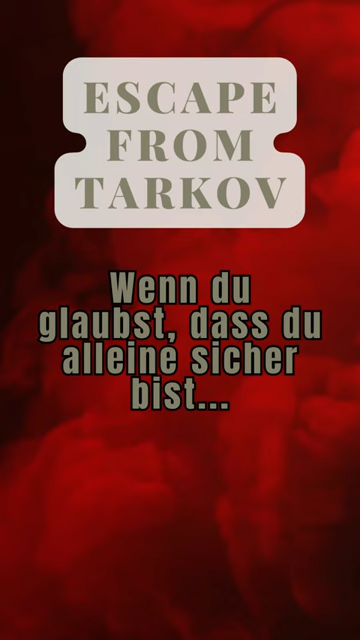 ESCAPE
FROM
TARKOV
Wenn du
glaubst, dass du
alleine sicher
bist...